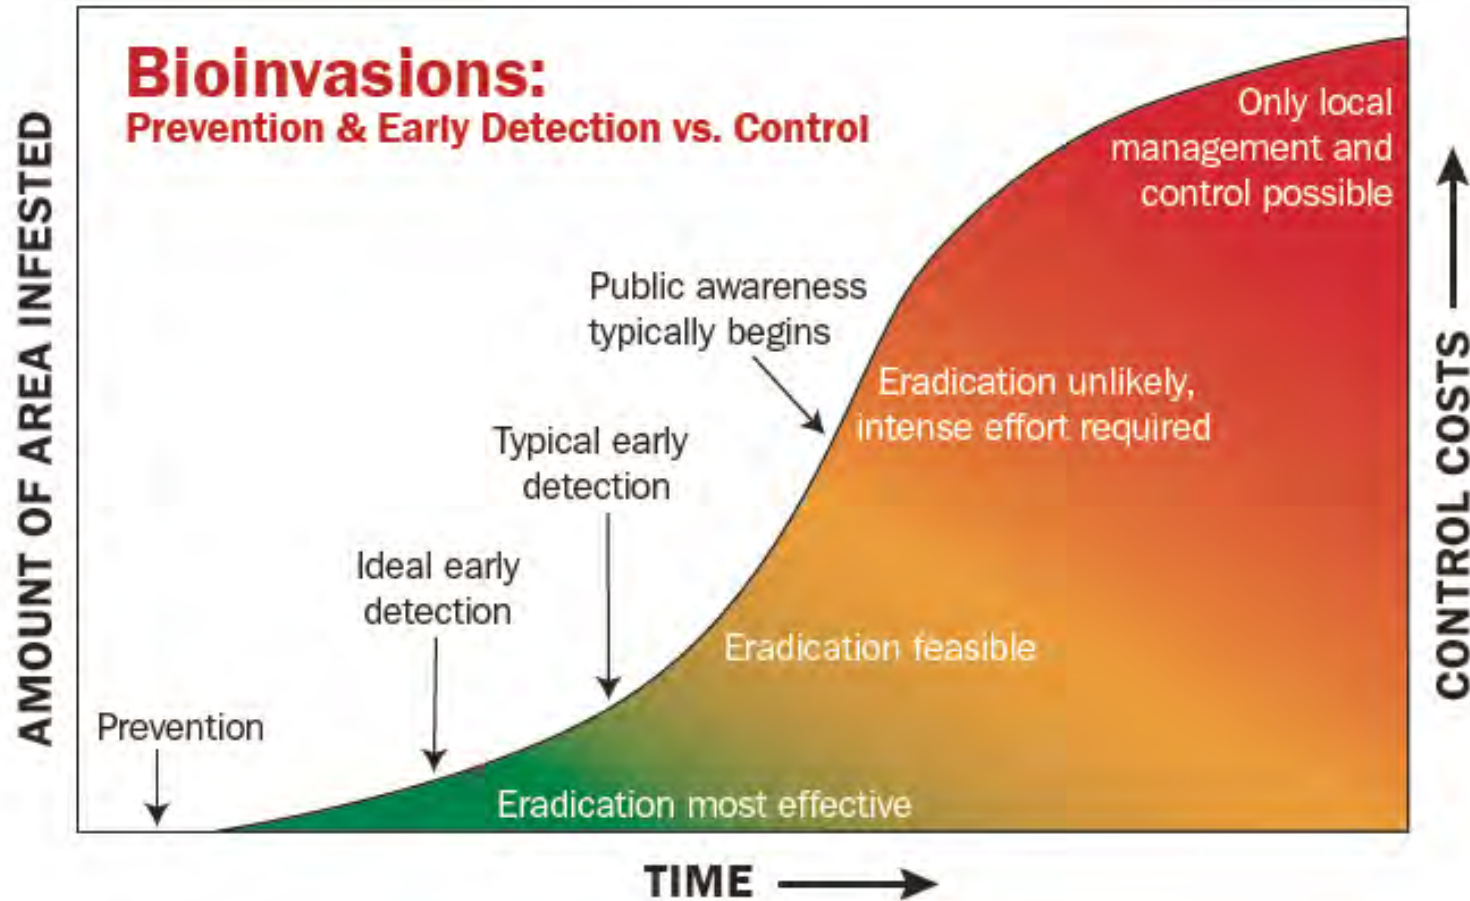 Bioinvasions:
Prevention & Early Detection vs. Control
AMOUNT OF AREA INFESTED
Only local
management and
control possible
Public awareness
typically begins
Eradication unlikely,
intense effort required
Typical early
detection
Ideal early
detection
Eradication feasible
Prevention
Eradication most effective
CONTROL COSTS
TIME